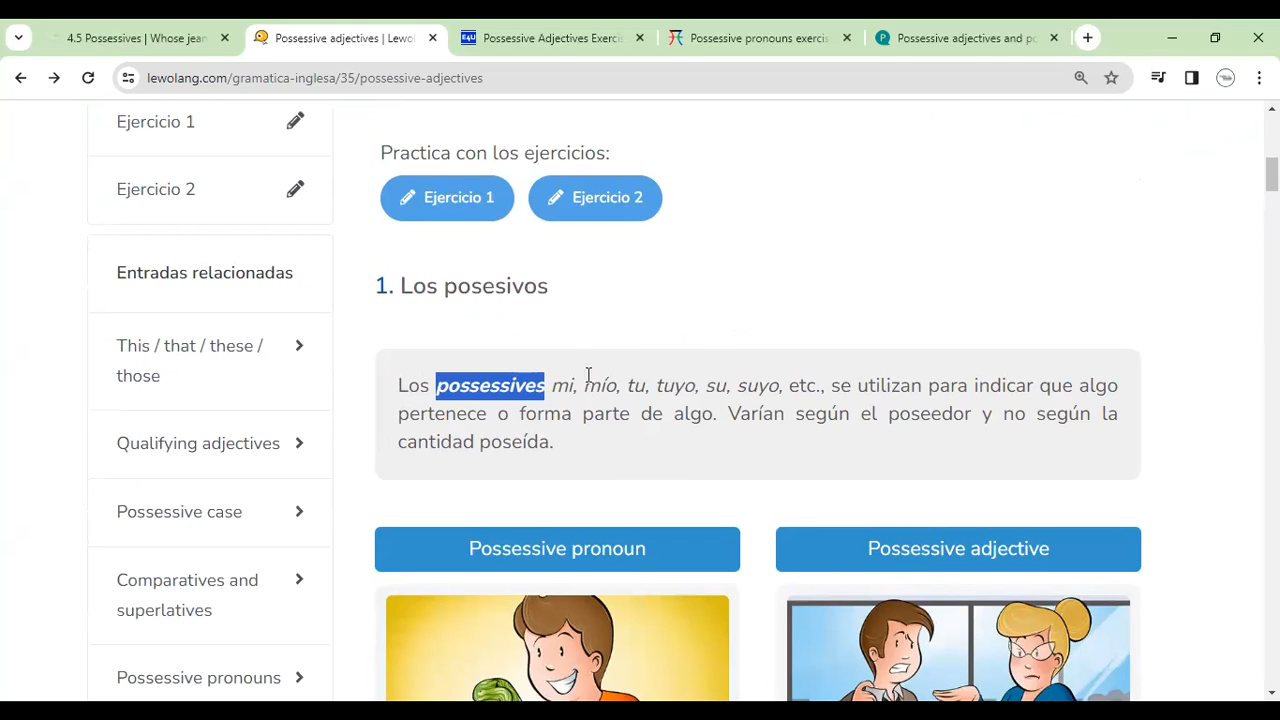 4.5 Possessives | Whose jean
Possessive adjectives | Lewo
Possessive Adjectives Exercis
Possessive pronouns exercis
Possessive adjectives and po
lewolang.com/gramatica-inglesa/35/possessive-adjectives
Ejercicio 1
Ejercicio 2
Entradas relacionadas
This / that / these /
those
Qualifying adjectives
Possessive case
Comparatives and
superlatives
Possessive pronouns
Practica con los ejercicios:
Ejercicio 1
Ejercicio 2
1. Los posesivos
Los possessives mi, mío, tu, tuyo, su, suyo, etc., se utilizan para indicar que algo
pertenece o forma parte de algo. Varían según el poseedor y no según la
cantidad poseída.
Possessive pronoun
Possessive adjective